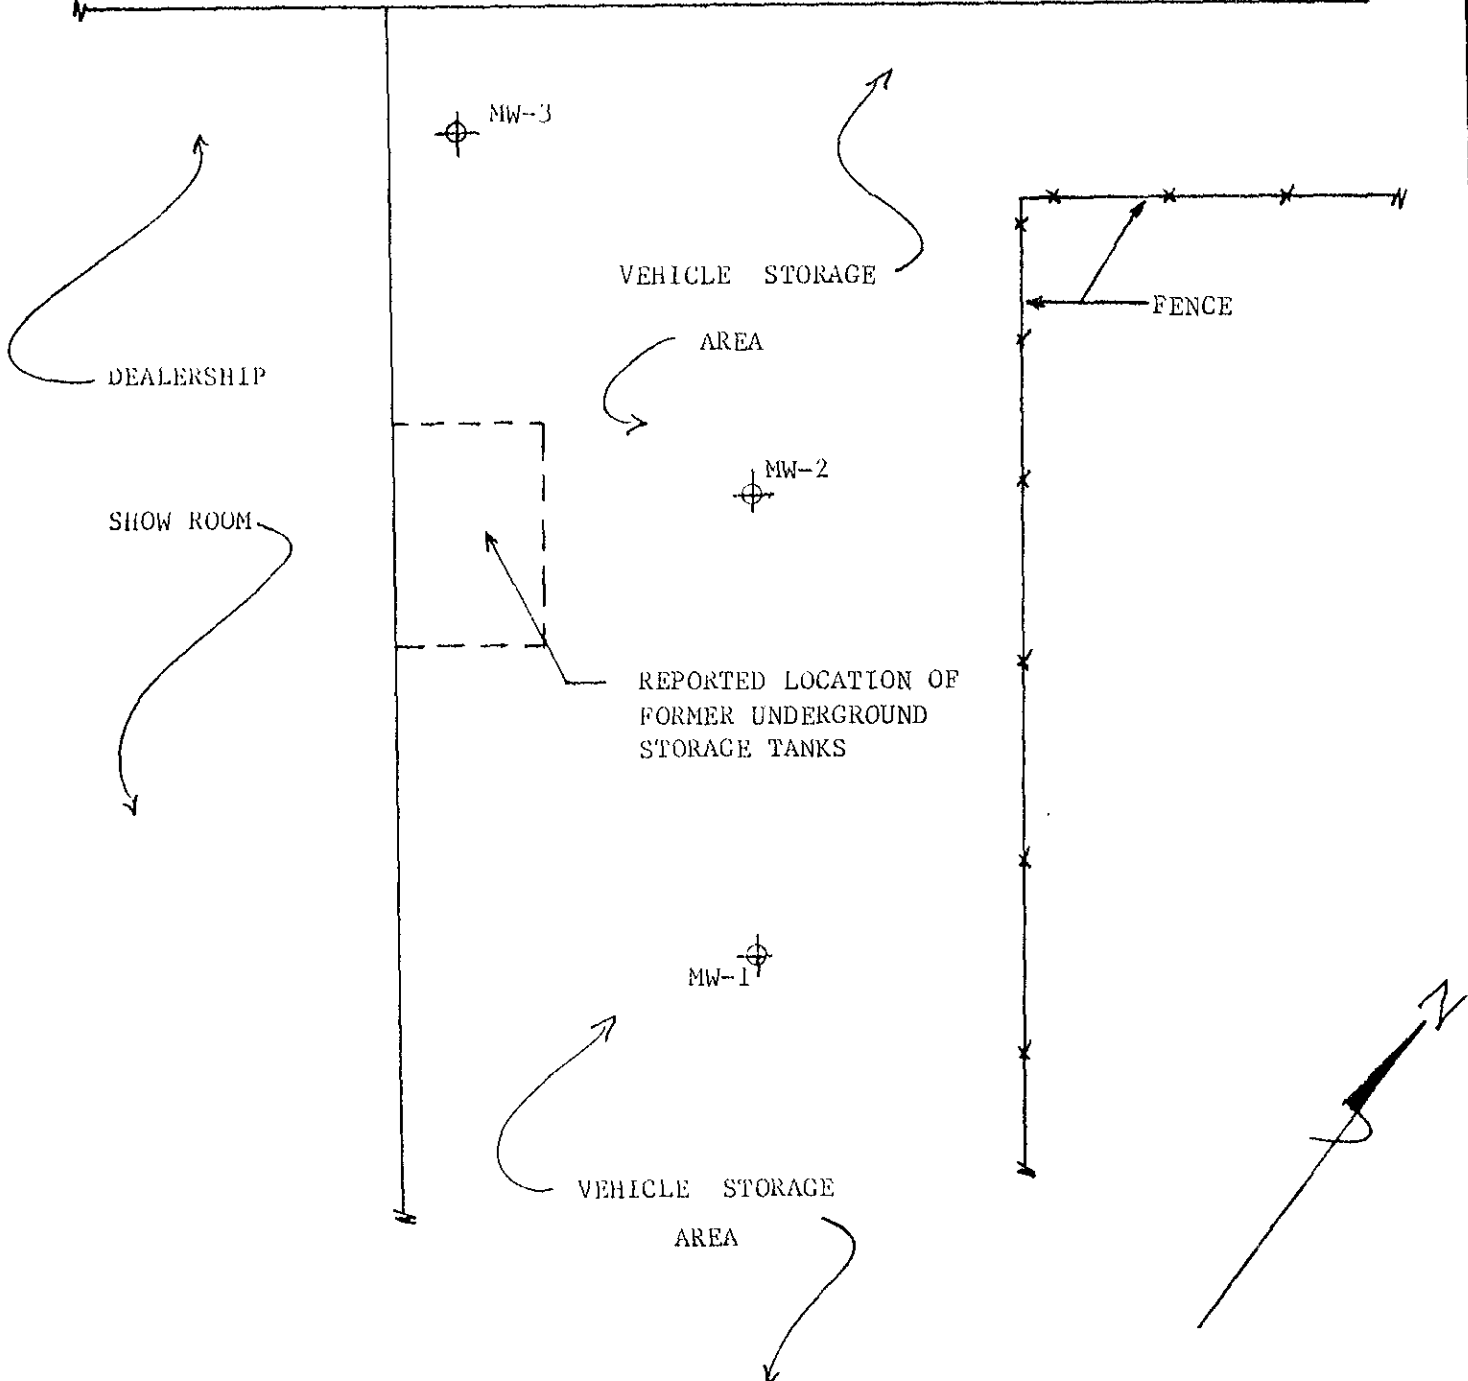 MW-3
VEHICLE STORAGE
AREA
FENCE
DEALERSHIP
MW-2
SHOW ROOM
REPORTED LOCATION OF
FORMER UNDERGROUND
STORAGE TANKS
MW-1
N
VEHICLE STORAGE
AREA